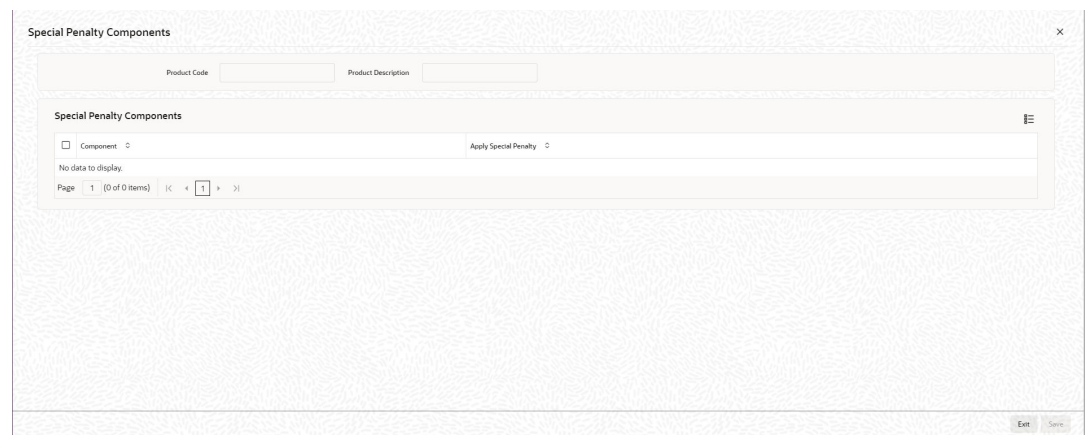 Special Penalty Components
Product Code Product Description
Special Penalty Components
Component Apply Special Penalty
No data to display.
Page 1 (0 of 0 items) 1
Exit Save